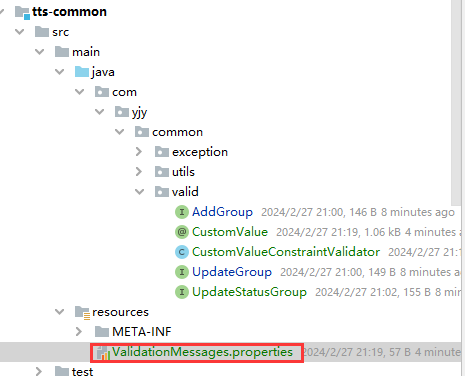 tts-common
src
main
java
com
yjy
common
exception
utils
valid
AddGroup 2024/2/27 21:00, 146 B 8 minutes ago
CustomValue 2024/2/27 21:19, 1.06 kB 4 minutes a
CustomValueConstraintValidator 2024/2/27 21:1
UpdateGroup 2024/2/27 21:00, 149 B 8 minutes
UpdateStatusGroup 2024/2/27 21:02, 155 B 8 m
resources
META-INF
ValidationMessages.properties 2024/2/27 21:19, 57 B 4 minut
test